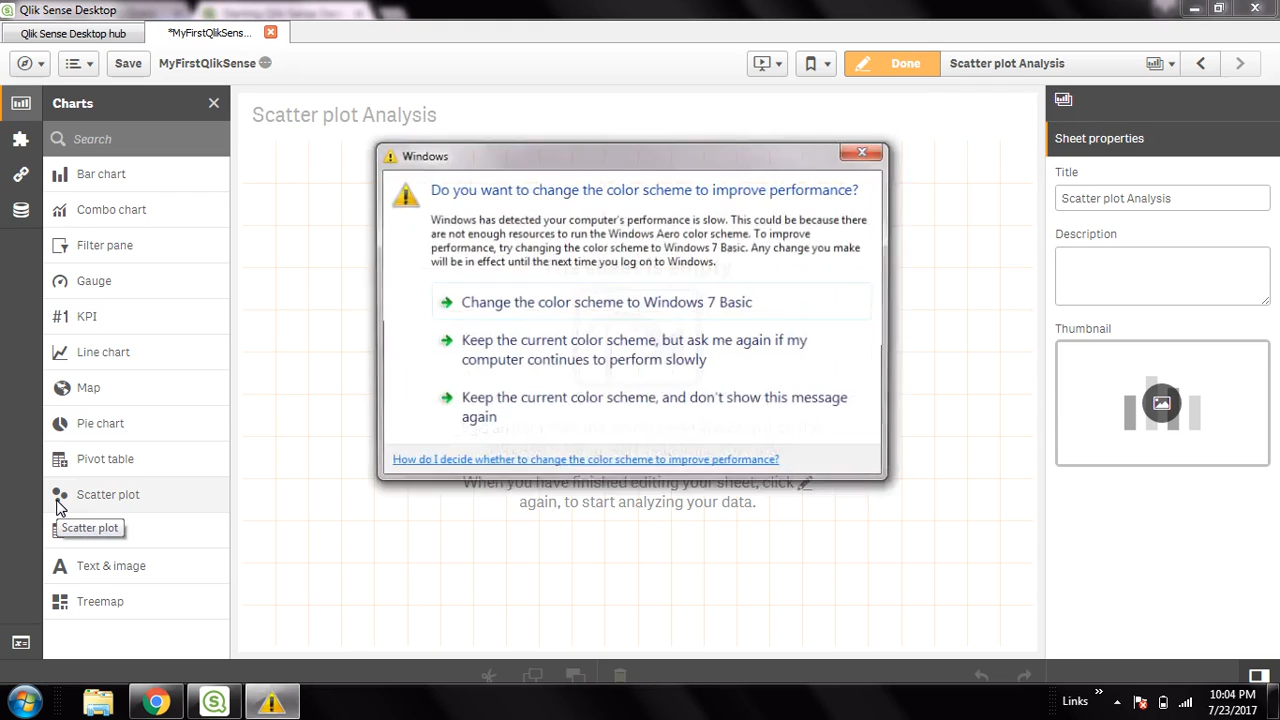 Qlik Sense Desktop
Qlik Sense Desktop hub
*MyFirstQlikSens...
Save
MyFirstQlikSense
Done
Scatter plot Analysis
Charts
Search
Bar chart
Combo chart
Filter pane
Gauge
#1 KPI
Line chart
Map
Pie chart
Pivot table
Scatter plot
Scatter plot
A Text & image
Treemap
Scatter plot Analysis
Windows
Do you want to change the color scheme to improve performance?
Windows has detected your computer's performance is slow. This could be because there
are not enough resources to run the Windows Aero color scheme. To improve
performance, try changing the color scheme to Windows 7 Basic. Any change you make
will be in effect until the next time you log on to Windows.
Change the color scheme to Windows 7 Basic
Keep the current color scheme, but ask me again if my
computer continues to perform slowly
Keep the current color scheme, and don't show this message
again
How do I decide whether to change the color scheme to improve performance?
When you have finished editing your sheet, click
again, to start analyzing your data.
Sheet properties
Title
Scatter plot Analysis
Description
Thumbnail
Links
10:04 PM
7/23/2017